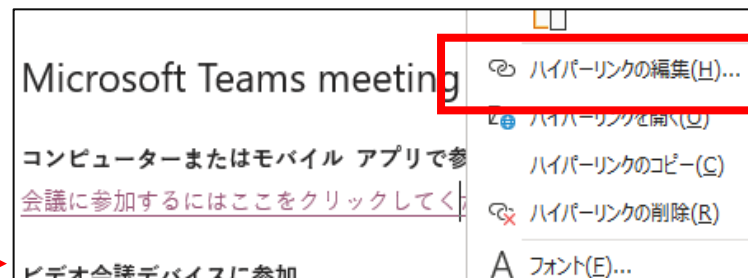 Microsoft Teams meeting
コンピューターまたはモバイル アプリで参
会議に参加するにはここをクリックしてく
ビデオ会議デバイスに参加
ハイパーリンクの編集(H)...
ハイパーリンクを開く(O)
ハイパーリンクのコピー(C)
ハイパーリンクの削除(R)
フォント(F)...